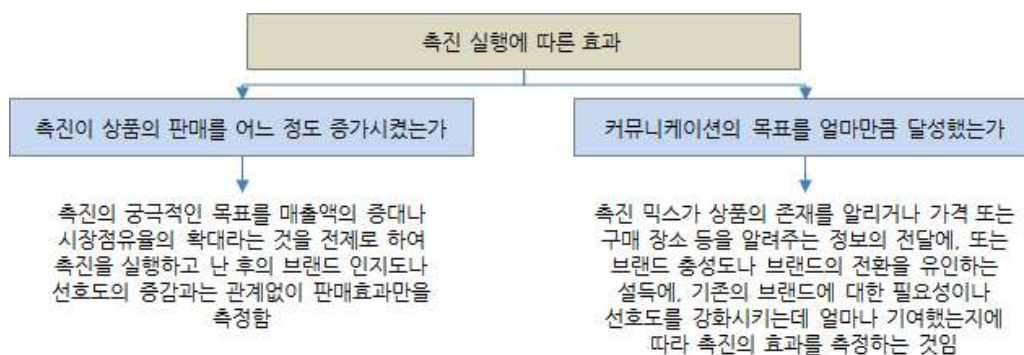 촉진 실행에 따른 효과
촉진이 상품의 판매를 어느 정도 증가시켰는가
커뮤니케이션의 목표를 얼마만큼 달성했는가
촉진의 궁극적인 목표를 매출액의 증대나
시장점유율의 확대라는 것을 전제로 하여
촉진을 실행하고 난 후의 브랜드 인지도나
선호도의 증감과는 관계없이 판매효과만을
측정함
촉진 믹스가 상품의 존재를 알리거나 가격 또는
구매 장소 등을 알려주는 정보의 전달에, 또는
브랜드 충성도나 브랜드의 전환을 유인하는
설득에, 기존의 브랜드에 대한 필요성이나
선호도를 강화시키는데 얼마나 기여했는지에
따라 촉진의 효과를 측정하는 것임